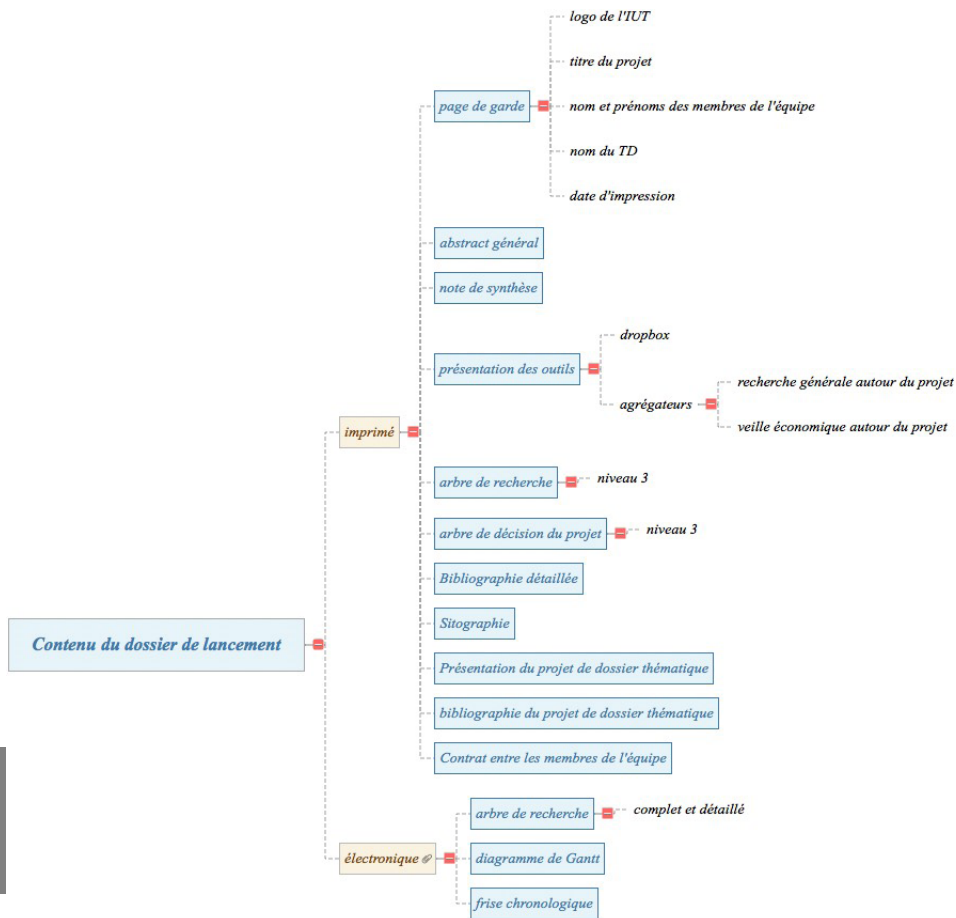 logo de l'IUT
titre du projet
page de garde
nom et prénoms des membres de l'équipe
nom du TD
date d'impression
abstract général
note de synthèse
dropbox
présentation des outils
recherche générale autour du projet
agrégateurs
veille économique autour du projet
imprimé
arbre de recherche
niveau 3
arbre de décision du projet
niveau 3
Bibliographie détaillée
Sitographie
Contenu du dossier de lancement
Présentation du projet de dossier thématique
bibliographie du projet de dossier thématique
Contrat entre les membres de l'équipe
arbre de recherche
complet et détaillé
électronique
diagramme de Gantt
frise chronologique